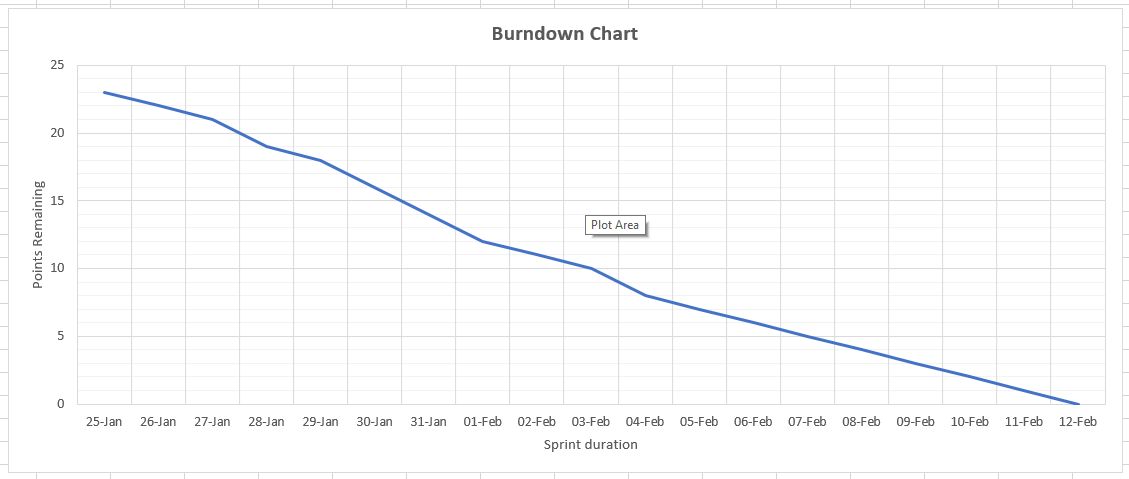 Burndown Chart
25
20
15
10
5
0
Points Remaining
Plot Area
25-Jan 26-Jan 27-Jan 28-Jan 29-Jan 30-Jan 31-Jan 01-Feb 02-Feb 03-Feb 04-Feb 05-Feb 06-Feb 07-Feb 08-Feb 09-Feb 10-Feb 11-Feb 12-Feb
Sprint duration